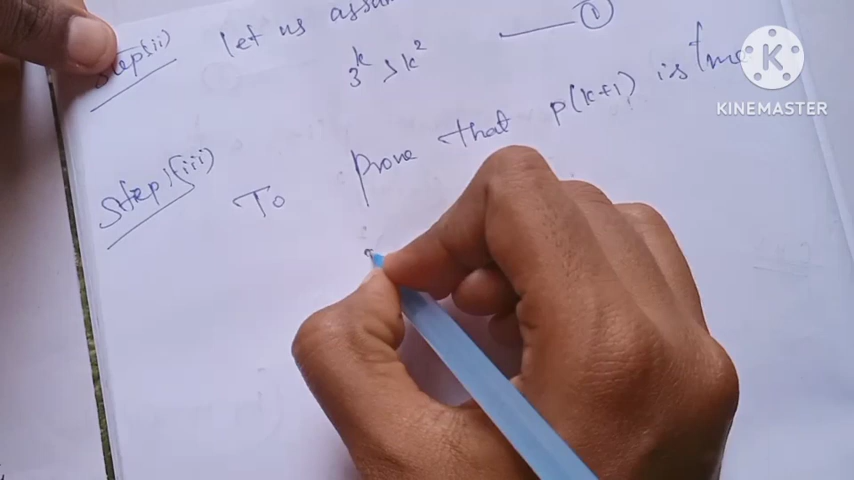 Step(ii) let us assu
3^k > k^2 ——— ①
Step(iii) To prove that p(k+1) is true
K
KINEMASTER